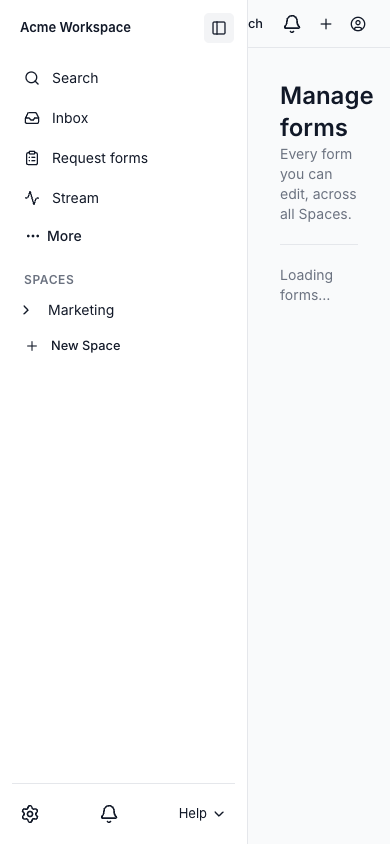 Acme Workspace
Search
Inbox
Request forms
Stream
More
SPACES
Marketing
New Space
Help
ch
Manage
forms
Every form
you can
edit, across
all Spaces.
Loading
forms...